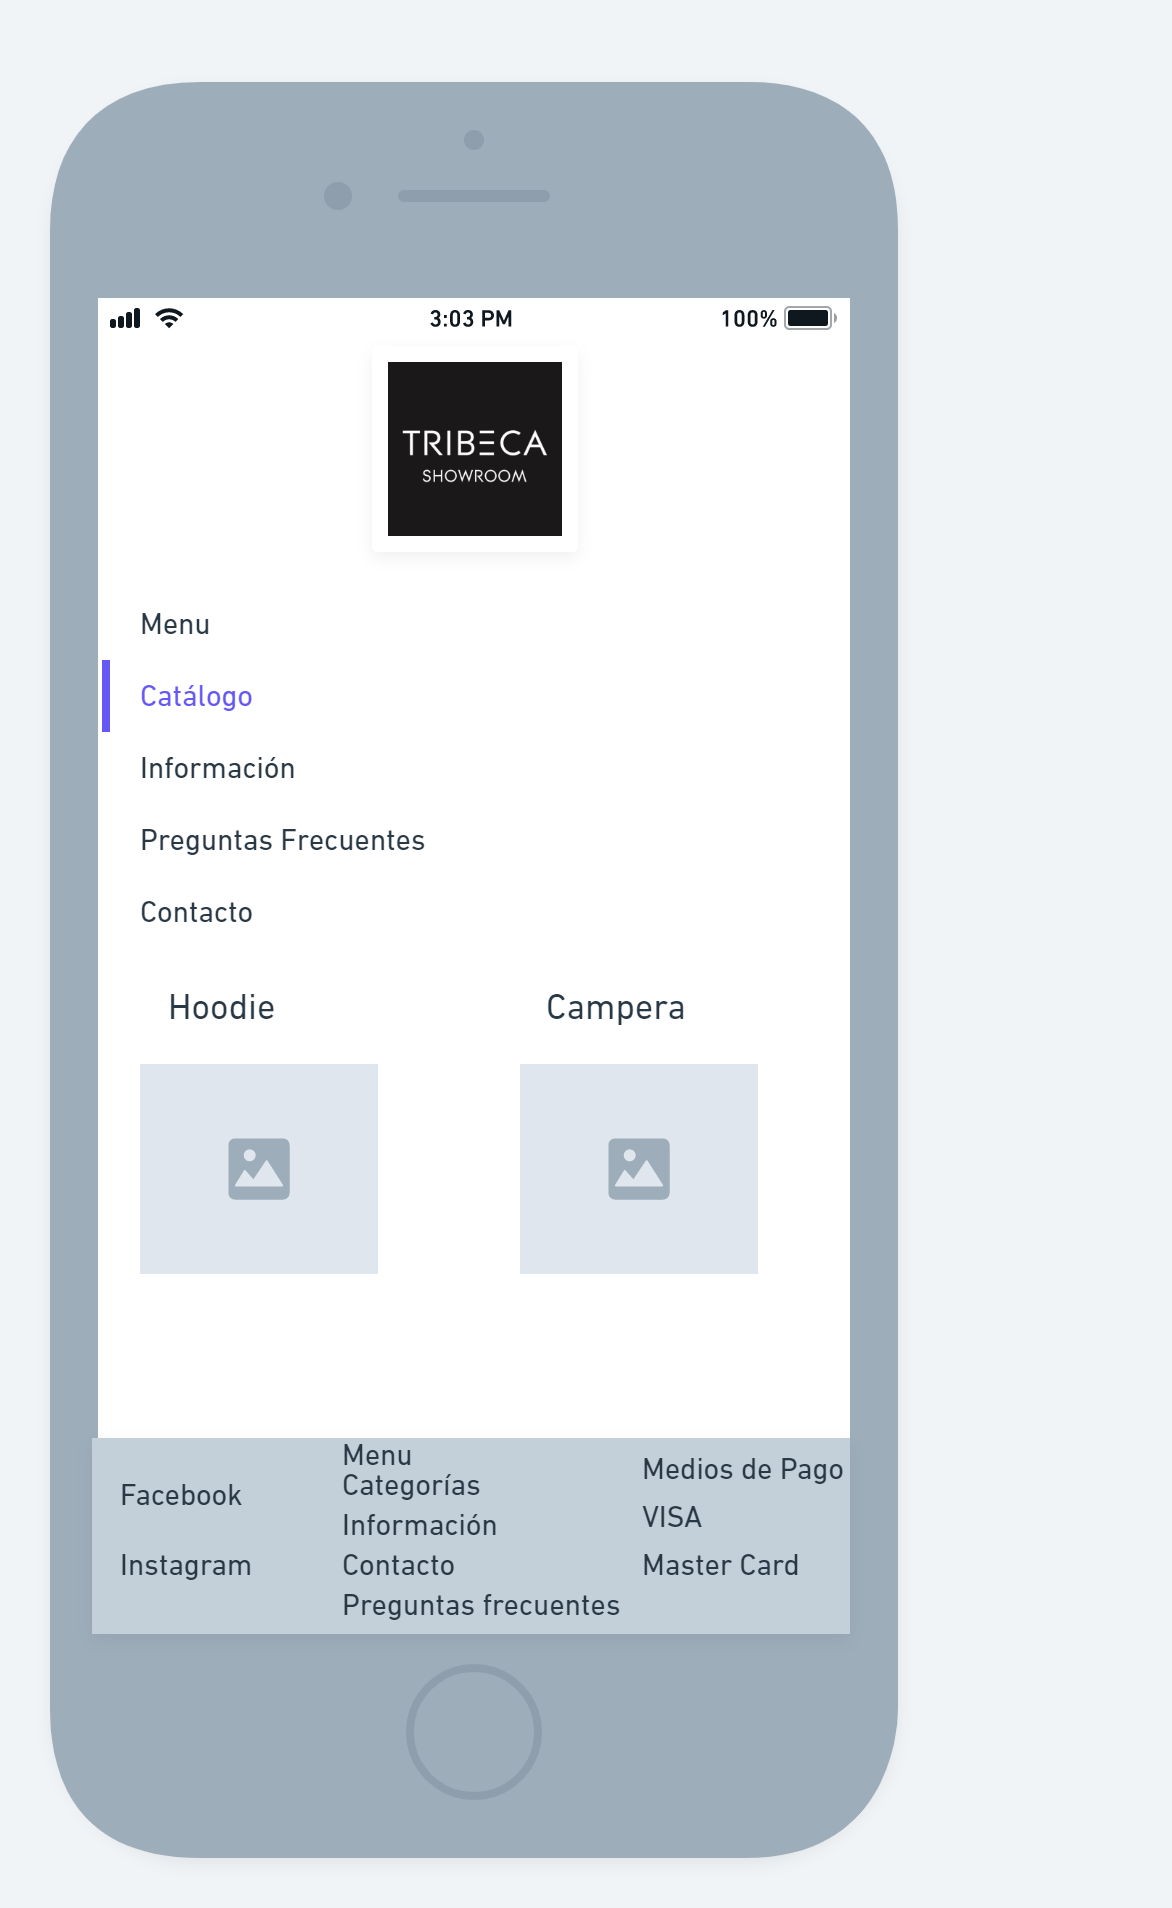 3:03 PM
100%
TRIBECA
SHOWROOM
Menu
Catálogo
Información
Preguntas Frecuentes
Contacto
Hoodie
Campera
Facebook
Instagram
Menu
Categorías
Información
Contacto
Preguntas frecuentes
Medios de Pago
VISA
Master Card